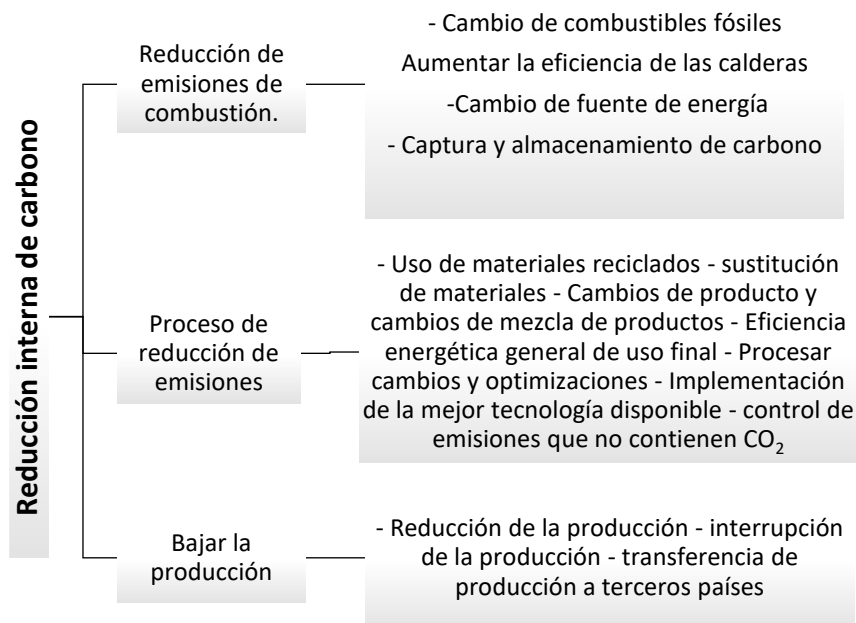 Reducción interna de carbono
Reducción de
emisiones de
combustión.
- Cambio de combustibles fósiles
Aumentar la eficiencia de las calderas
-Cambio de fuente de energía
- Captura y almacenamiento de carbono
Proceso de
reducción de
emisiones
- Uso de materiales reciclados - sustitución
de materiales - Cambios de producto y
cambios de mezcla de productos - Eficiencia
energética general de uso final - Procesar
cambios y optimizaciones - Implementación
de la mejor tecnología disponible - control de
emisiones que no contienen CO₂
Bajar la
producción
- Reducción de la producción - interrupción
de la producción - transferencia de
producción a terceros países